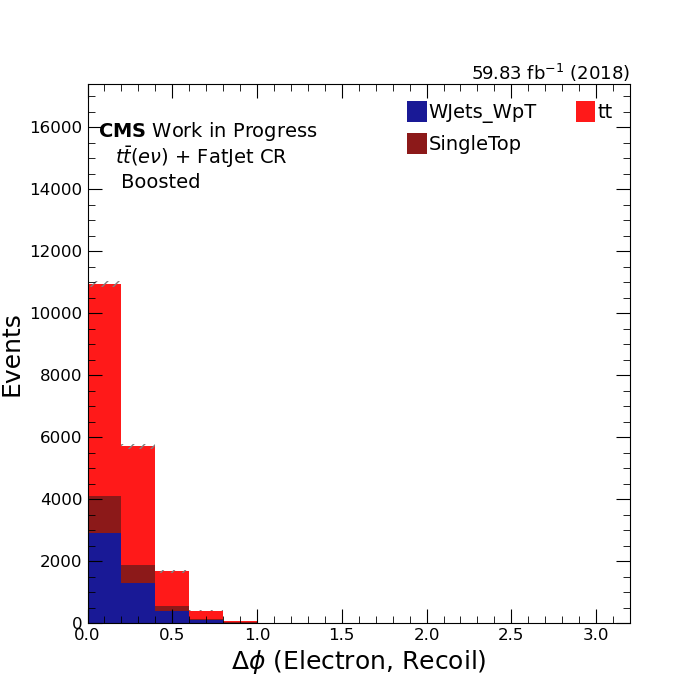 59.83 fb⁻¹ (2018)
CMS Work in Progress
tt̄(eν) + FatJet CR
Boosted
WJets_WpT
tt
SingleTop
Events
16000
14000
12000
10000
8000
6000
4000
2000
0
0.0 0.5 1.0 1.5 2.0 2.5 3.0
Δϕ (Electron, Recoil)